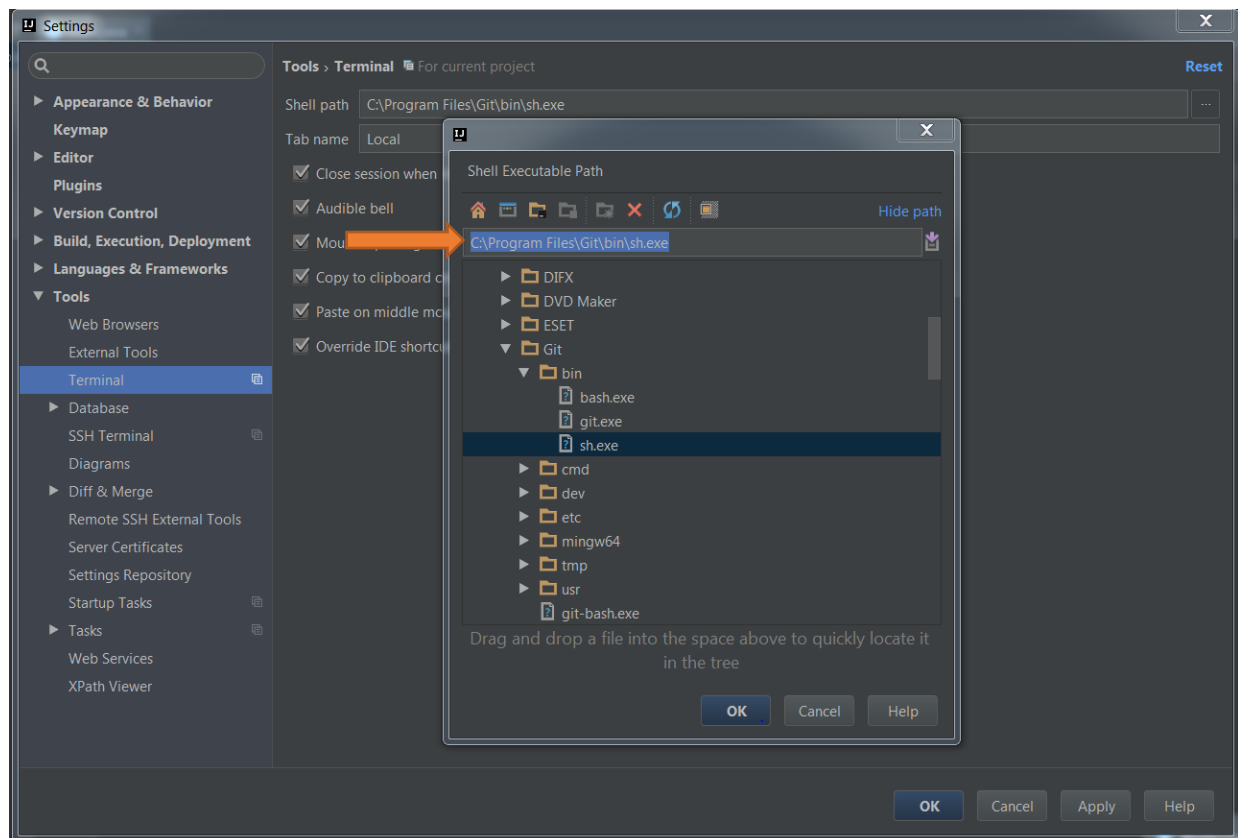 Settings
Tools › Terminal For current project Reset
Appearance & Behavior
Keymap
Editor
Plugins
Version Control
Build, Execution, Deployment
Languages & Frameworks
Tools
Web Browsers
External Tools
Terminal
Database
SSH Terminal
Diagrams
Diff & Merge
Remote SSH External Tools
Server Certificates
Settings Repository
Startup Tasks
Tasks
Web Services
XPath Viewer
Shell path C:\Program Files\Git\bin\sh.exe ...
Tab name Local
Close session when
Audible bell
Copy to clipboard
Paste on middle
Override IDE
Shell Executable Path
Hide path
C:\Program Files\Git\bin\sh.exe
DIFX
DVD Maker
ESET
Git
bin
bash.exe
git.exe
sh.exe
cmd
dev
etc
mingw64
tmp
usr
git-bash.exe
Drag and drop a file into the space above to quickly locate it
in the tree
OK Cancel Help
OK Cancel Apply Help